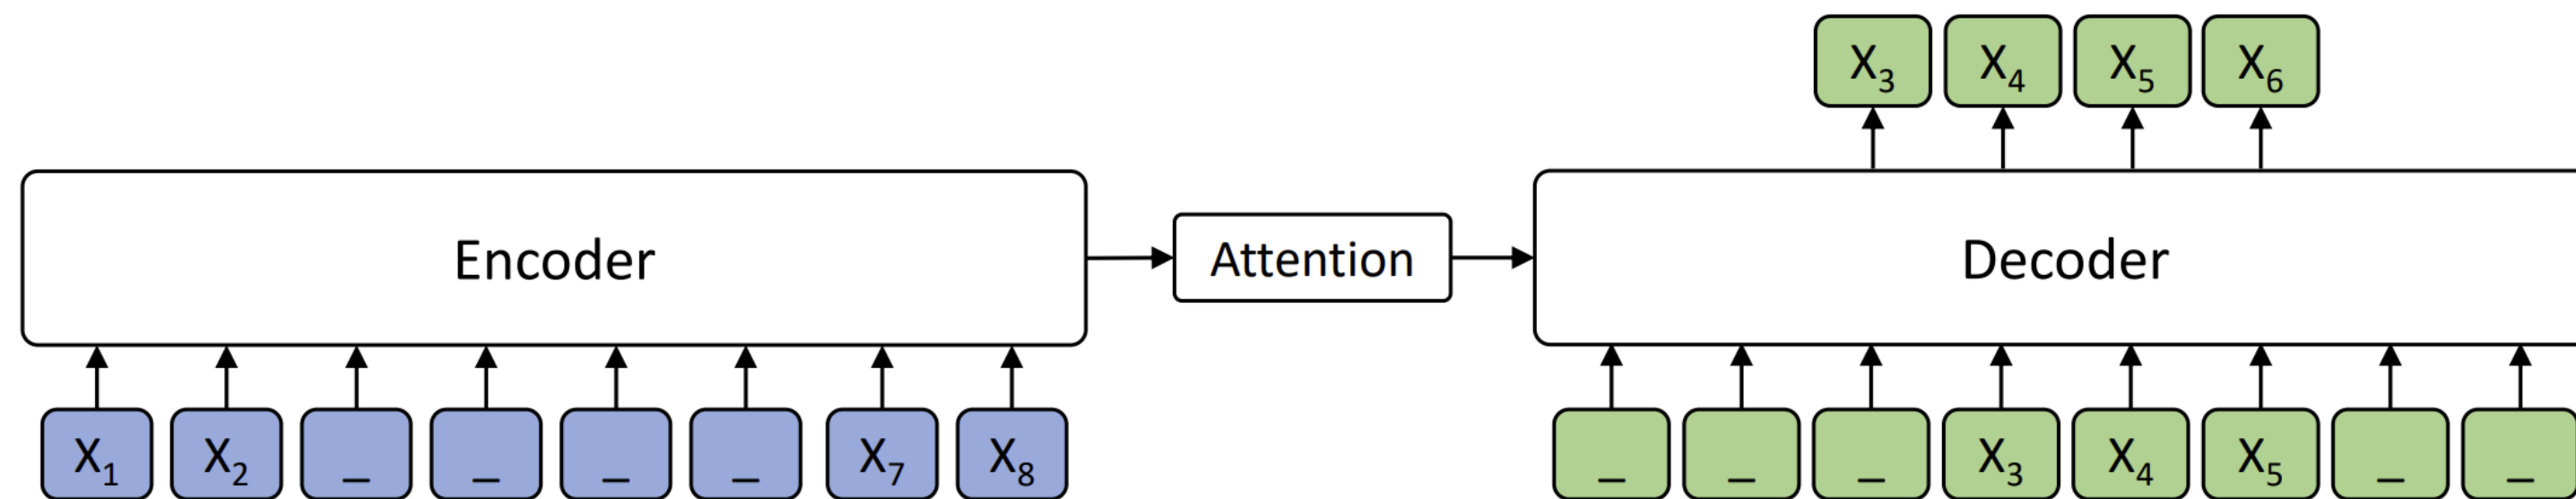 X₃ X₄ X₅ X₆
Encoder Attention Decoder
X₁ X₂ _ _ _ _ X₇ X₈ _ _ _ X₃ X₄ X₅ _ _